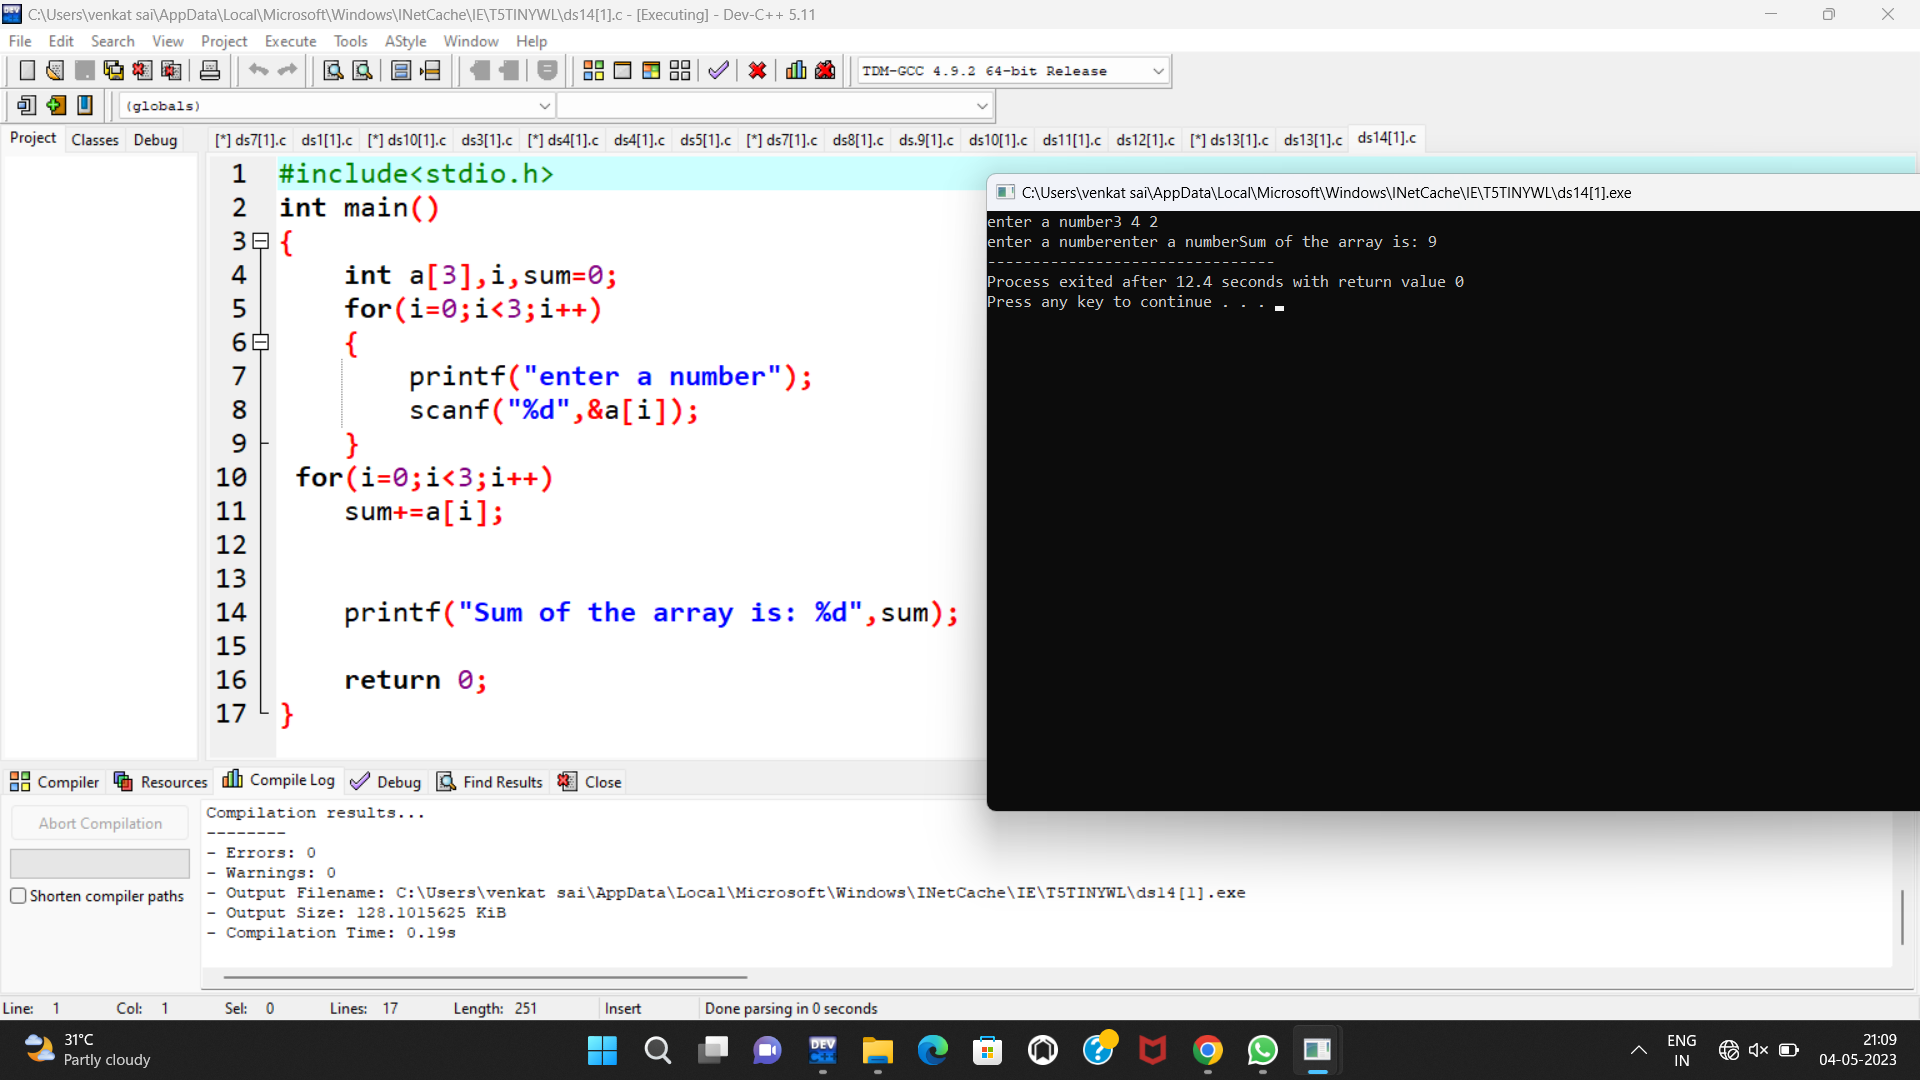 C:\Users\venkat sai\AppData\Local\Microsoft\Windows\INetCache\IE\T5TINYWL\ds14[1].c - [Executing] - Dev-C++ 5.11
File Edit Search View Project Execute Tools AStyle Window Help
TDM-GCC 4.9.2 64-bit Release
(globals)
Project Classes Debug
[*] ds7[1].c ds1[1].c [*] ds10[1].c ds3[1].c [*] ds4[1].c ds4[1].c ds5[1].c [*] ds7[1].c ds8[1].c ds.9[1].c ds10[1].c ds11[1].c ds12[1].c [*] ds13[1].c ds13[1].c ds14[1].c
1 #include<stdio.h>
2 int main()
3 {
4 int a[3],i,sum=0;
5 for(i=0;i<3;i++)
6 {
7 printf("enter a number");
8 scanf("%d",&a[i]);
9 }
10 for(i=0;i<3;i++)
11 sum+=a[i];
12
13
14 printf("Sum of the array is: %d",sum);
15
16 return 0;
17 }
C:\Users\venkat sai\AppData\Local\Microsoft\Windows\INetCache\IE\T5TINYWL\ds14[1].exe
enter a number3 4 2
enter a numberenter a numberSum of the array is: 9
--------------------------------
Process exited after 12.4 seconds with return value 0
Press any key to continue . . .
Compiler Resources Compile Log Debug Find Results Close
Abort Compilation
Shorten compiler paths
Compilation results...
--------
- Errors: 0
- Warnings: 0
- Output Filename: C:\Users\venkat sai\AppData\Local\Microsoft\Windows\INetCache\IE\T5TINYWL\ds14[1].exe
- Output Size: 128.1015625 KiB
- Compilation Time: 0.19s
Line: 1 Col: 1 Sel: 0 Lines: 17 Length: 251 Insert Done parsing in 0 seconds
31°C
Partly cloudy
DEV
C++
ENG
IN
21:09
04-05-2023